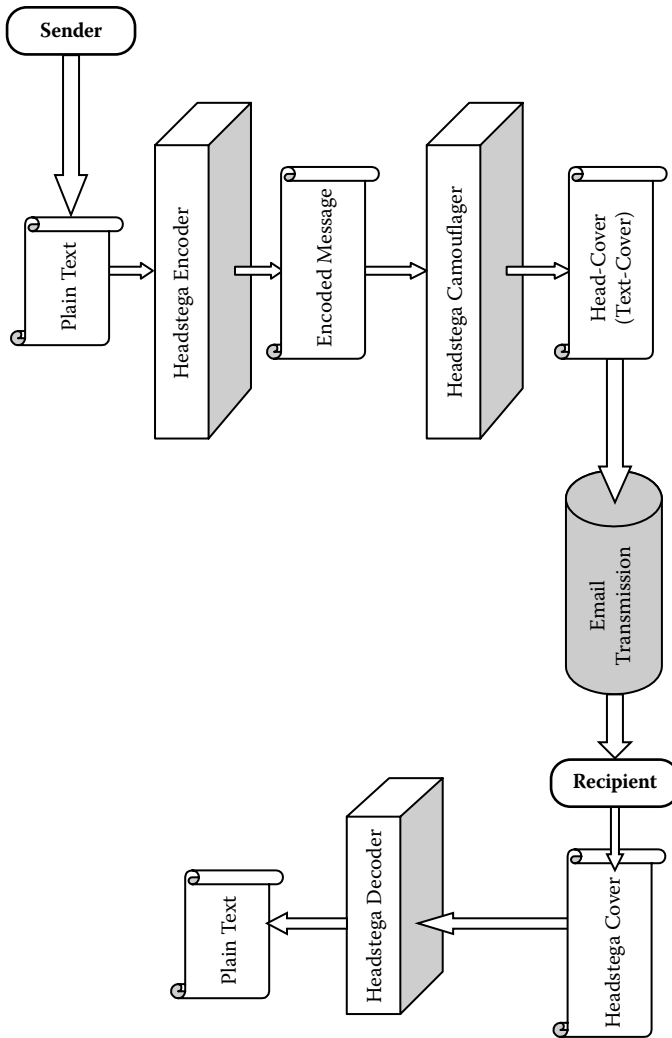 Sender
Plain Text
Headstega Encoder
Encoded Message
Headstega Camouflager
Head-Cover
(Text-Cover)
Email
Transmission
Recipient
Headstega Cover
Headstega Decoder
Plain Text